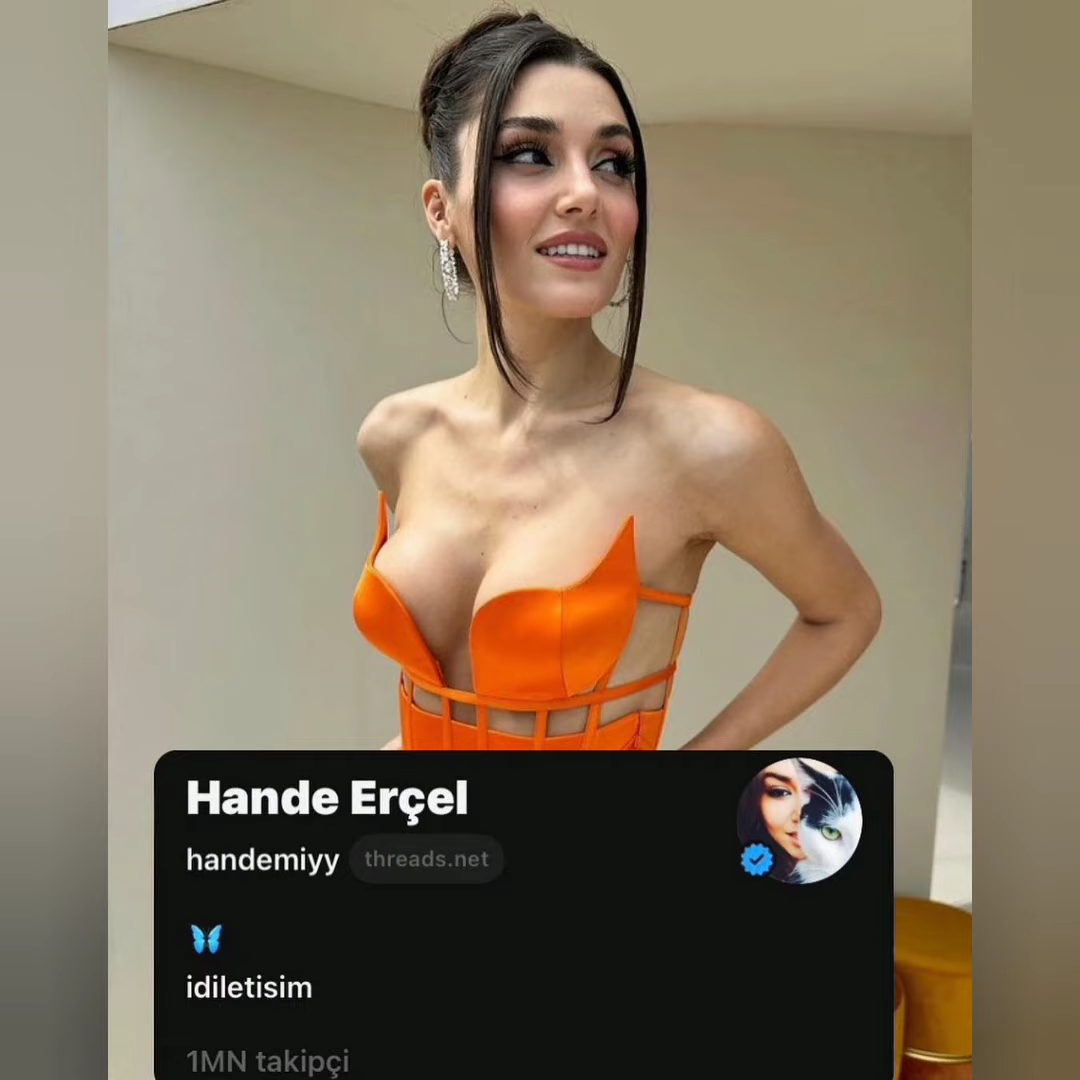 Hande Erçel
handemiyy threads.net
🦋
idiletisim
1MN takipçi